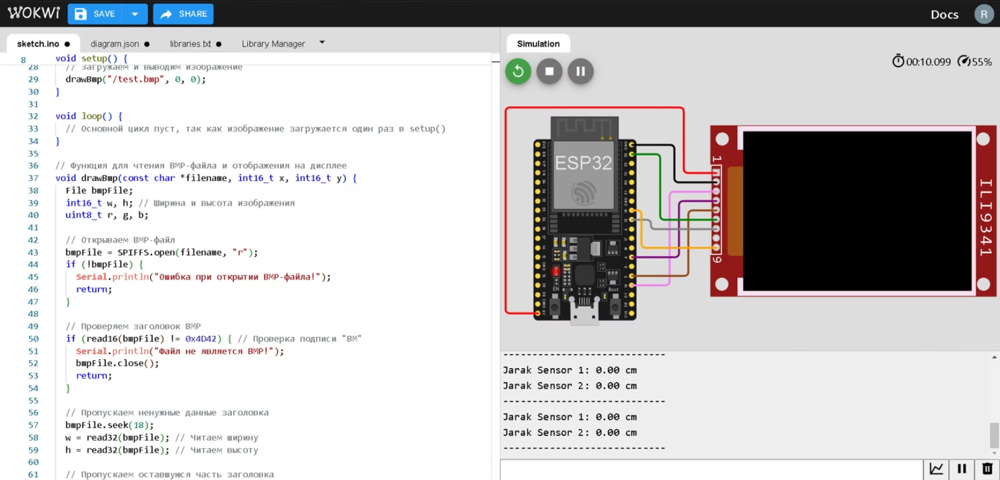 WOKWi SAVE SHARE Docs R
sketch.ino ● diagram.json ● libraries.txt ● Library Manager
8 void setup() {
28 // Загружаем и выводим изображение
29 drawBmp("/test.bmp", 0, 0);
30 }
31
32 void loop() {
33 // Основной цикл пуст, так как изображение загружается один раз в setup()
34 }
35
36 // Функция для чтения BMP-файла и отображения на дисплее
37 void drawBmp(const char *filename, int16_t x, int16_t y) {
38 File bmpFile;
39 int16_t w, h; // Ширина и высота изображения
40 uint8_t r, g, b;
41
42 // Открываем BMP-файл
43 bmpFile = SPIFFS.open(filename, "r");
44 if (!bmpFile) {
45 Serial.println("Ошибка при открытии BMP-файла!");
46 return;
47 }
48
49 // Проверяем заголовок BMP
50 if (read16(bmpFile) != 0x4D42) { // Проверка подписи "BM"
51 Serial.println("Файл не является BMP!");
52 bmpFile.close();
53 return;
54 }
55
56 // Пропускаем ненужные данные заголовка
57 bmpFile.seek(18);
58 w = read32(bmpFile); // Читаем ширину
59 h = read32(bmpFile); // Читаем высоту
60
61 // Пропускаем оставшуюся часть заголовка
Simulation
00:10.099 55%
ESP32
EN
Boot
1
9
ILI9341
---------------------------
Jarak Sensor 1: 0.00 cm
Jarak Sensor 2: 0.00 cm
---------------------------
Jarak Sensor 1: 0.00 cm
Jarak Sensor 2: 0.00 cm
---------------------------